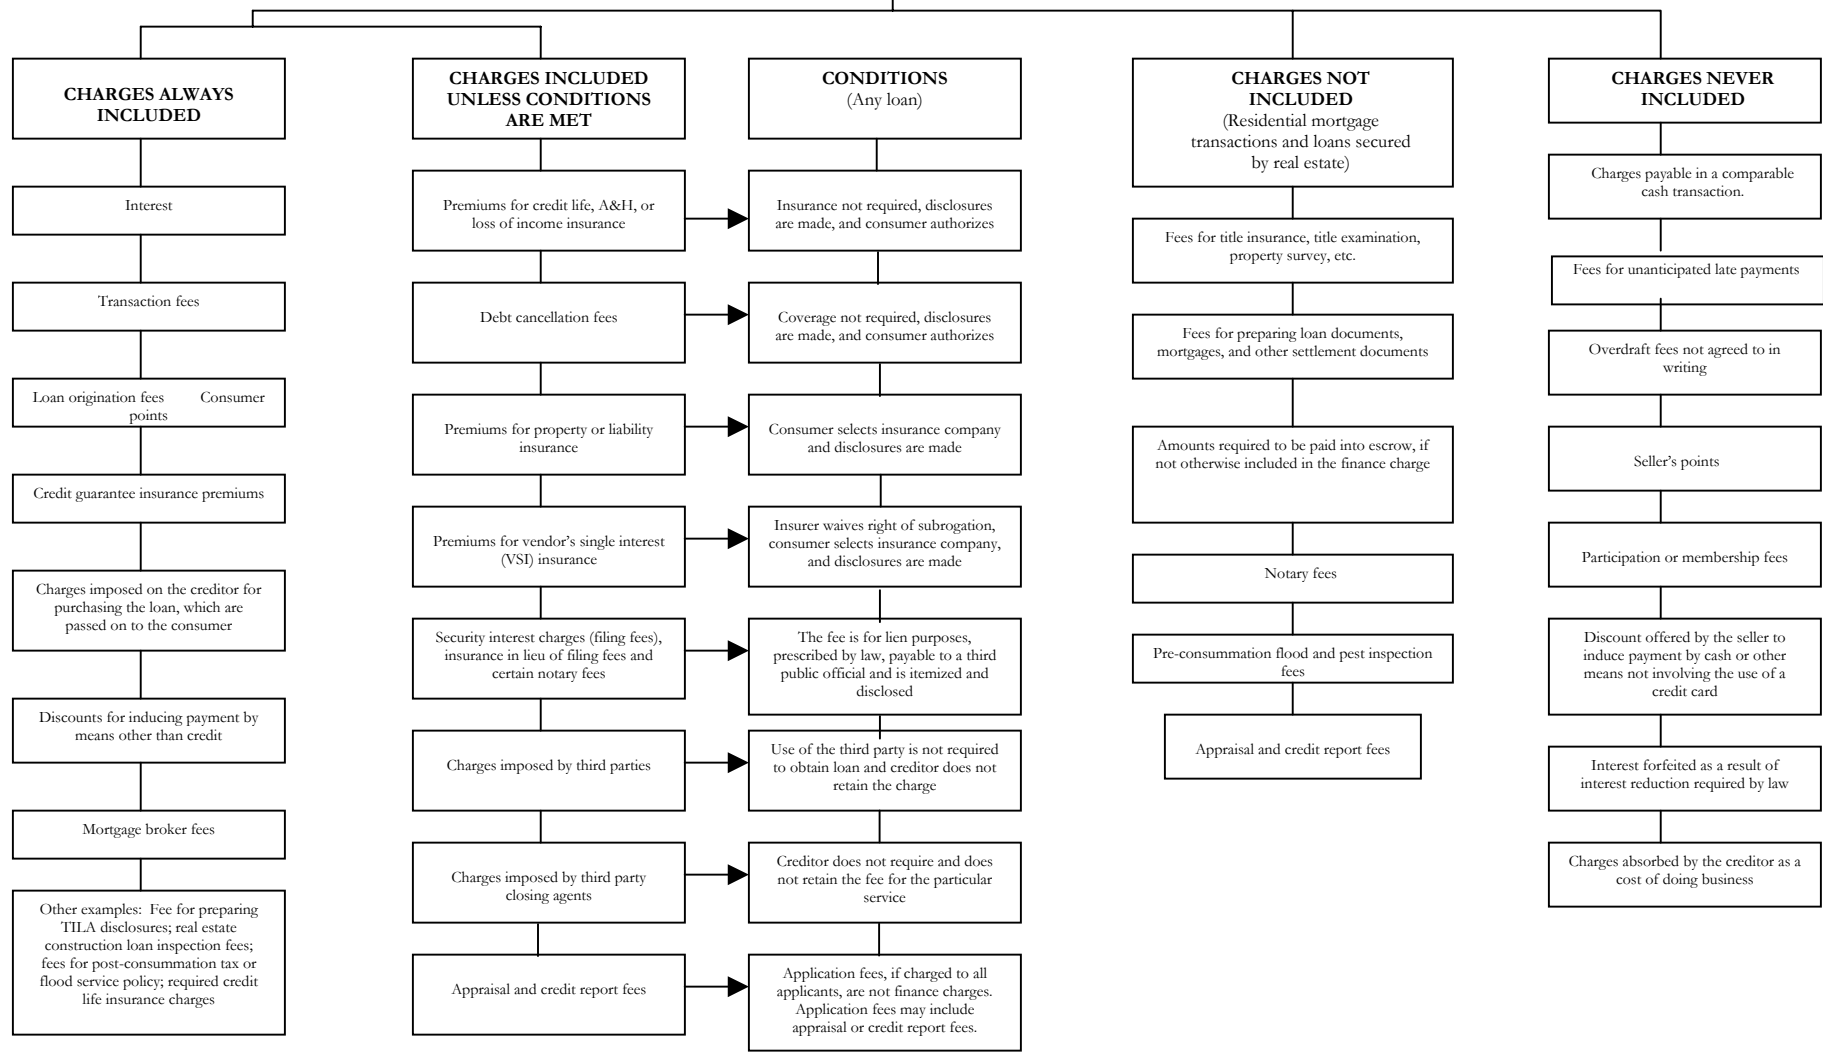 CHARGES ALWAYS
INCLUDED
Interest
Transaction fees
Loan origination fees Consumer
points
Credit guarantee insurance premiums
Charges imposed on the creditor for
purchasing the loan, which are
passed on to the consumer
Discounts for inducing payment by
means other than credit
Mortgage broker fees
Other examples: Fee for preparing
TILA disclosures; real estate
construction loan inspection fees;
fees for post-consummation tax or
flood service policy; required credit
life insurance charges
CHARGES INCLUDED
UNLESS CONDITIONS
ARE MET
Premiums for credit life, A&H, or
loss of income insurance
Debt cancellation fees
Premiums for property or liability
insurance
Premiums for vendor's single interest
(VSI) insurance
Security interest charges (filing fees),
insurance in lieu of filing fees and
certain notary fees
Charges imposed by third parties
Charges imposed by third party
closing agents
Appraisal and credit report fees
CONDITIONS
(Any loan)
Insurance not required, disclosures
are made, and consumer authorizes
Coverage not required, disclosures
are made, and consumer authorizes
Consumer selects insurance company
and disclosures are made
Insurer waives right of subrogation,
consumer selects insurance company,
and disclosures are made
The fee is for lien purposes,
prescribed by law, payable to a third
public official and is itemized and
disclosed
Use of the third party is not required
to obtain loan and creditor does not
retain the charge
Creditor does not require and does
not retain the fee for the particular
service
Application fees, if charged to all
applicants, are not finance charges.
Application fees may include
appraisal or credit report fees.
CHARGES NOT
INCLUDED
(Residential mortgage
transactions and loans secured
by real estate)
Fees for title insurance, title examination,
property survey, etc.
Fees for preparing loan documents,
mortgages, and other settlement documents
Amounts required to be paid into escrow, if
not otherwise included in the finance charge
Notary fees
Pre-consummation flood and pest inspection
fees
Appraisal and credit report fees
CHARGES NEVER
INCLUDED
Charges payable in a comparable
cash transaction.
Fees for unanticipated late payments
Overdraft fees not agreed to in
writing
Seller's points
Participation or membership fees
Discount offered by the seller to
induce payment by cash or other
means not involving the use of a
credit card
Interest forfeited as a result of
interest reduction required by law
Charges absorbed by the creditor as a
cost of doing business